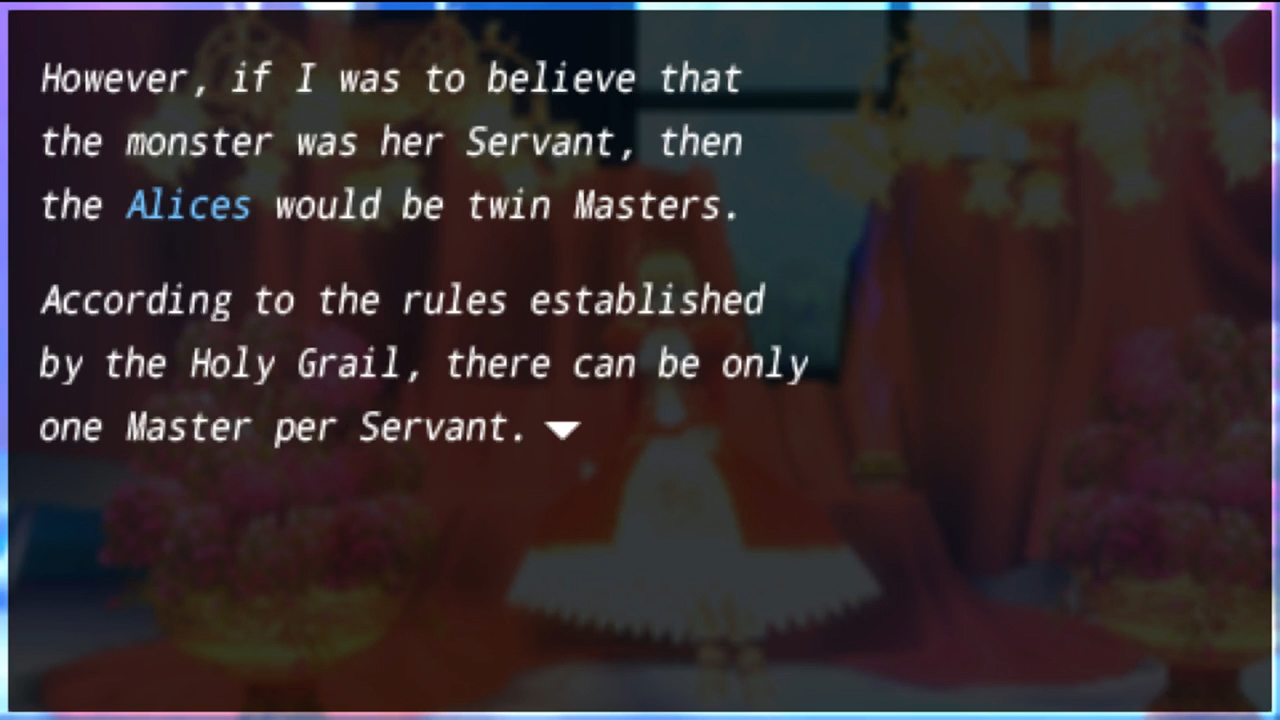 However, if I was to believe that
the monster was her Servant, then
the Alices would be twin Masters.
According to the rules established
by the Holy Grail, there can be only
one Master per Servant.